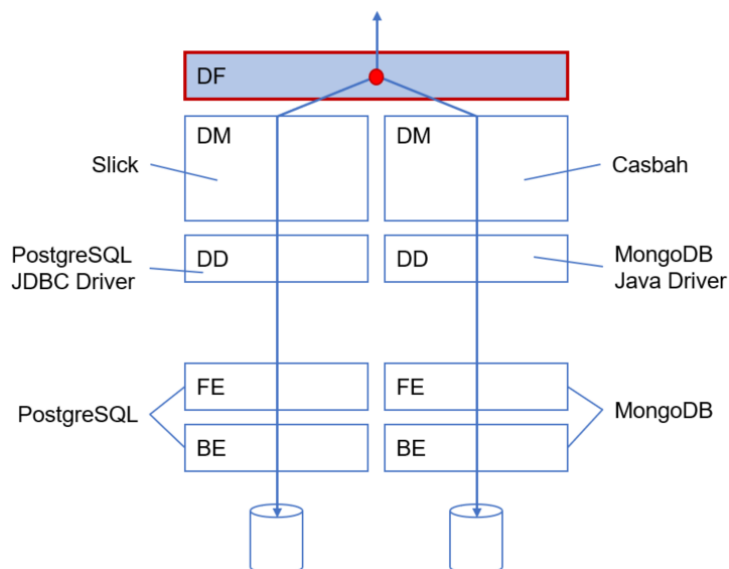 DF
DM
DM
Slick
Casbah
PostgreSQL
JDBC Driver
DD
DD
MongoDB
Java Driver
FE
FE
PostgreSQL
MongoDB
BE
BE